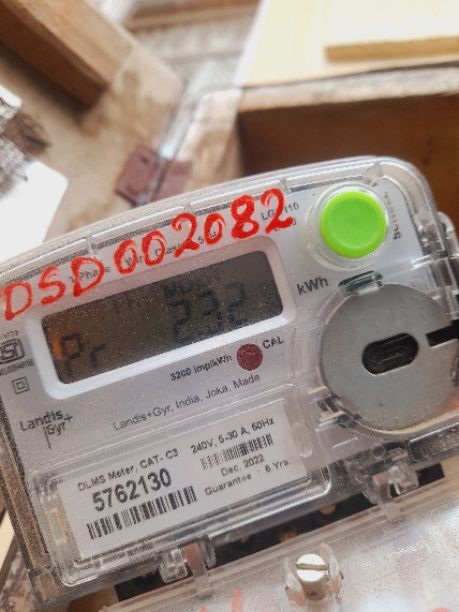 DSD002082
kWh
Pr 232
3200 imp/kWh CAL
Landis+Gyr, India, Joka, Made
Landis
Gyr+
DLMS Meter, CAT- C3
240V, 5-30 A, 50Hz
5762130
Dec. 2022
Guarantee : 6 Yrs.